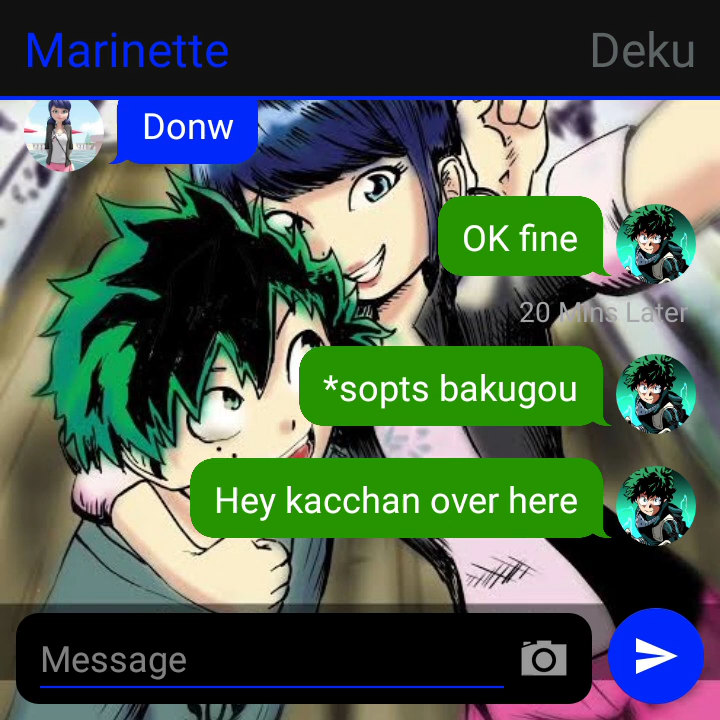 Marinette
Deku
Donw
OK fine
20 Mins Later
*sopts bakugou
Hey kacchan over here
Message